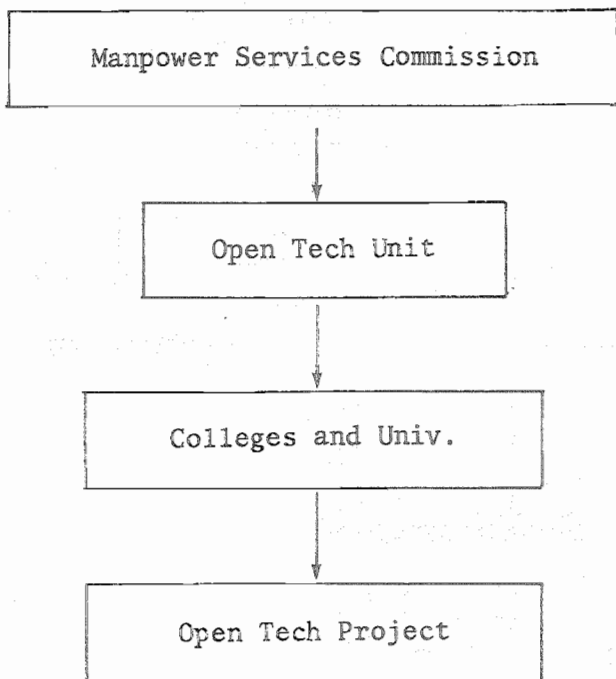 Manpower Services Commission
Open Tech Unit
Colleges and Univ.
Open Tech Project